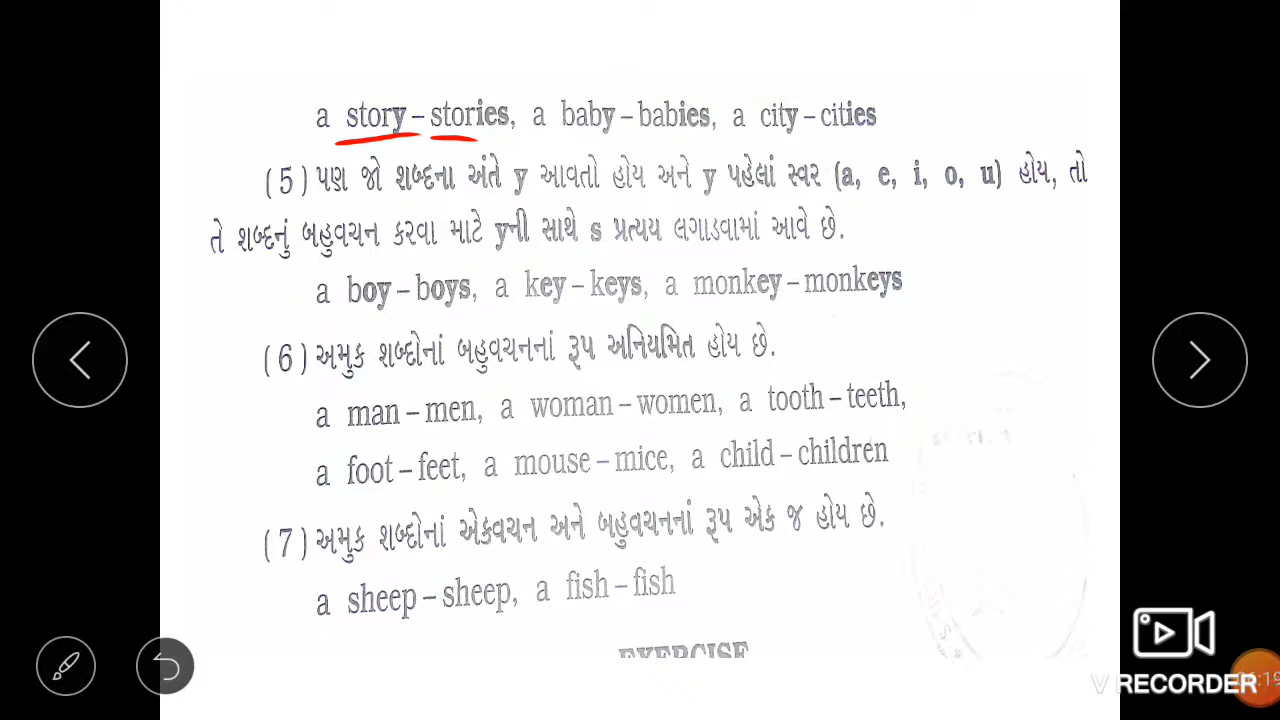 a story – stories, a baby – babies, a city – cities
(5) પણ જો શબ્દના અંતે y આવતો હોય અને y પહેલાં સ્વર (a, e, i, o, u) હોય, તો
તે શબ્દનું બહુવચન કરવા માટે yની સાથે s પ્રત્યય લગાડવામાં આવે છે.
a boy – boys, a key – keys, a monkey – monkeys
(6) અમુક શબ્દોનાં બહુવચનનાં રૂપ અનિયમિત હોય છે.
a man – men, a woman – women, a tooth – teeth,
a foot – feet, a mouse – mice, a child – children
(7) અમુક શબ્દોનાં એકવચન અને બહુવચનનાં રૂપ એક જ હોય છે.
a sheep – sheep, a fish – fish
EXERCISE
V RECORDER